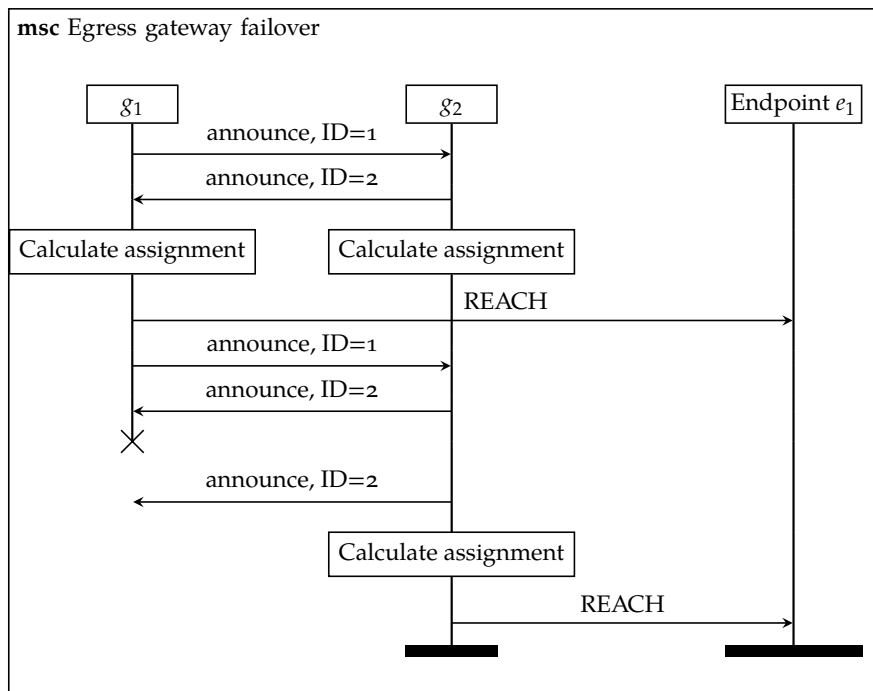 msc Egress gateway failover
g1 g2 Endpoint e1
announce, ID=1
announce, ID=2
Calculate assignment Calculate assignment
REACH
announce, ID=1
announce, ID=2
announce, ID=2
Calculate assignment
REACH